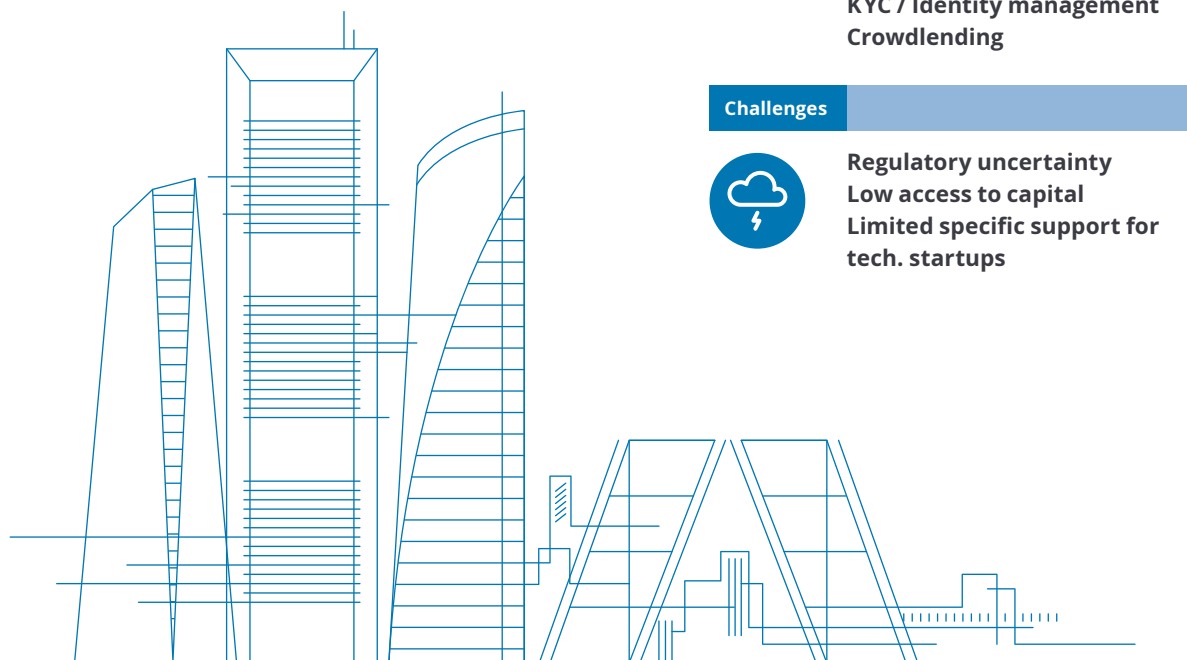 KYC / Identity management
Crowdlending
Challenges
Regulatory uncertainty
Low access to capital
Limited specific support for
tech. startups